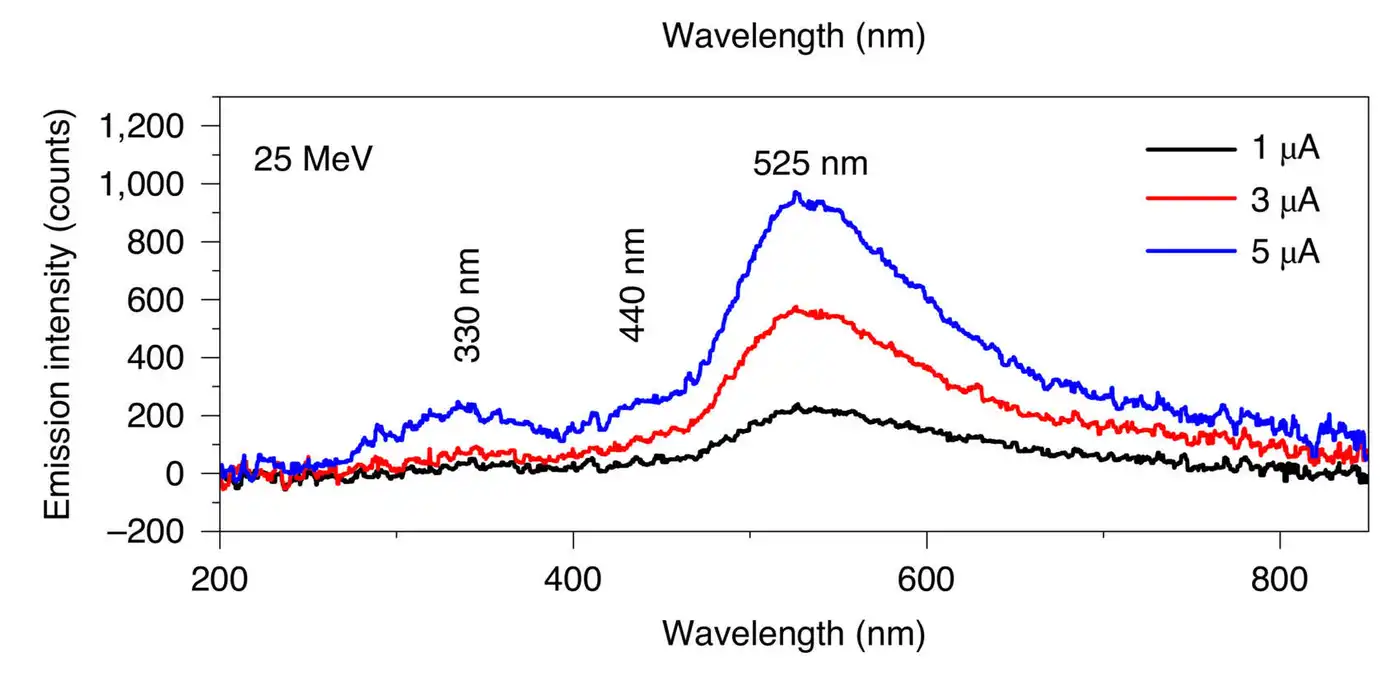 Wavelength (nm)
Emission intensity (counts)
1,200
1,000
800
600
400
200
0
–200
25 MeV
330 nm
440 nm
525 nm
1 μA
3 μA
5 μA
200
400
600
800
Wavelength (nm)